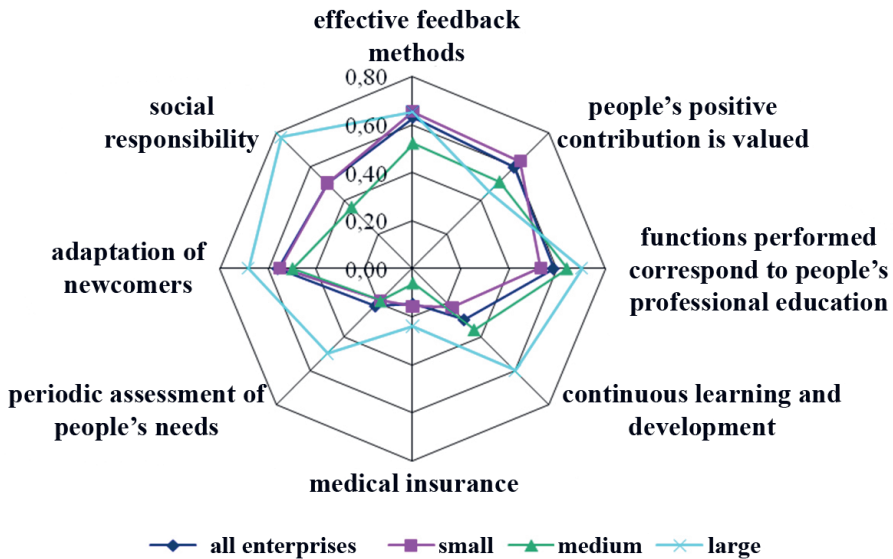 effective feedback
methods
0,80
0,60
0,40
0,20
0,00
people’s positive
contribution is valued
functions performed
correspond to people’s
professional education
continuous learning and
development
medical insurance
periodic assessment of
people’s needs
adaptation of
newcomers
social
responsibility
all enterprises
small
medium
large